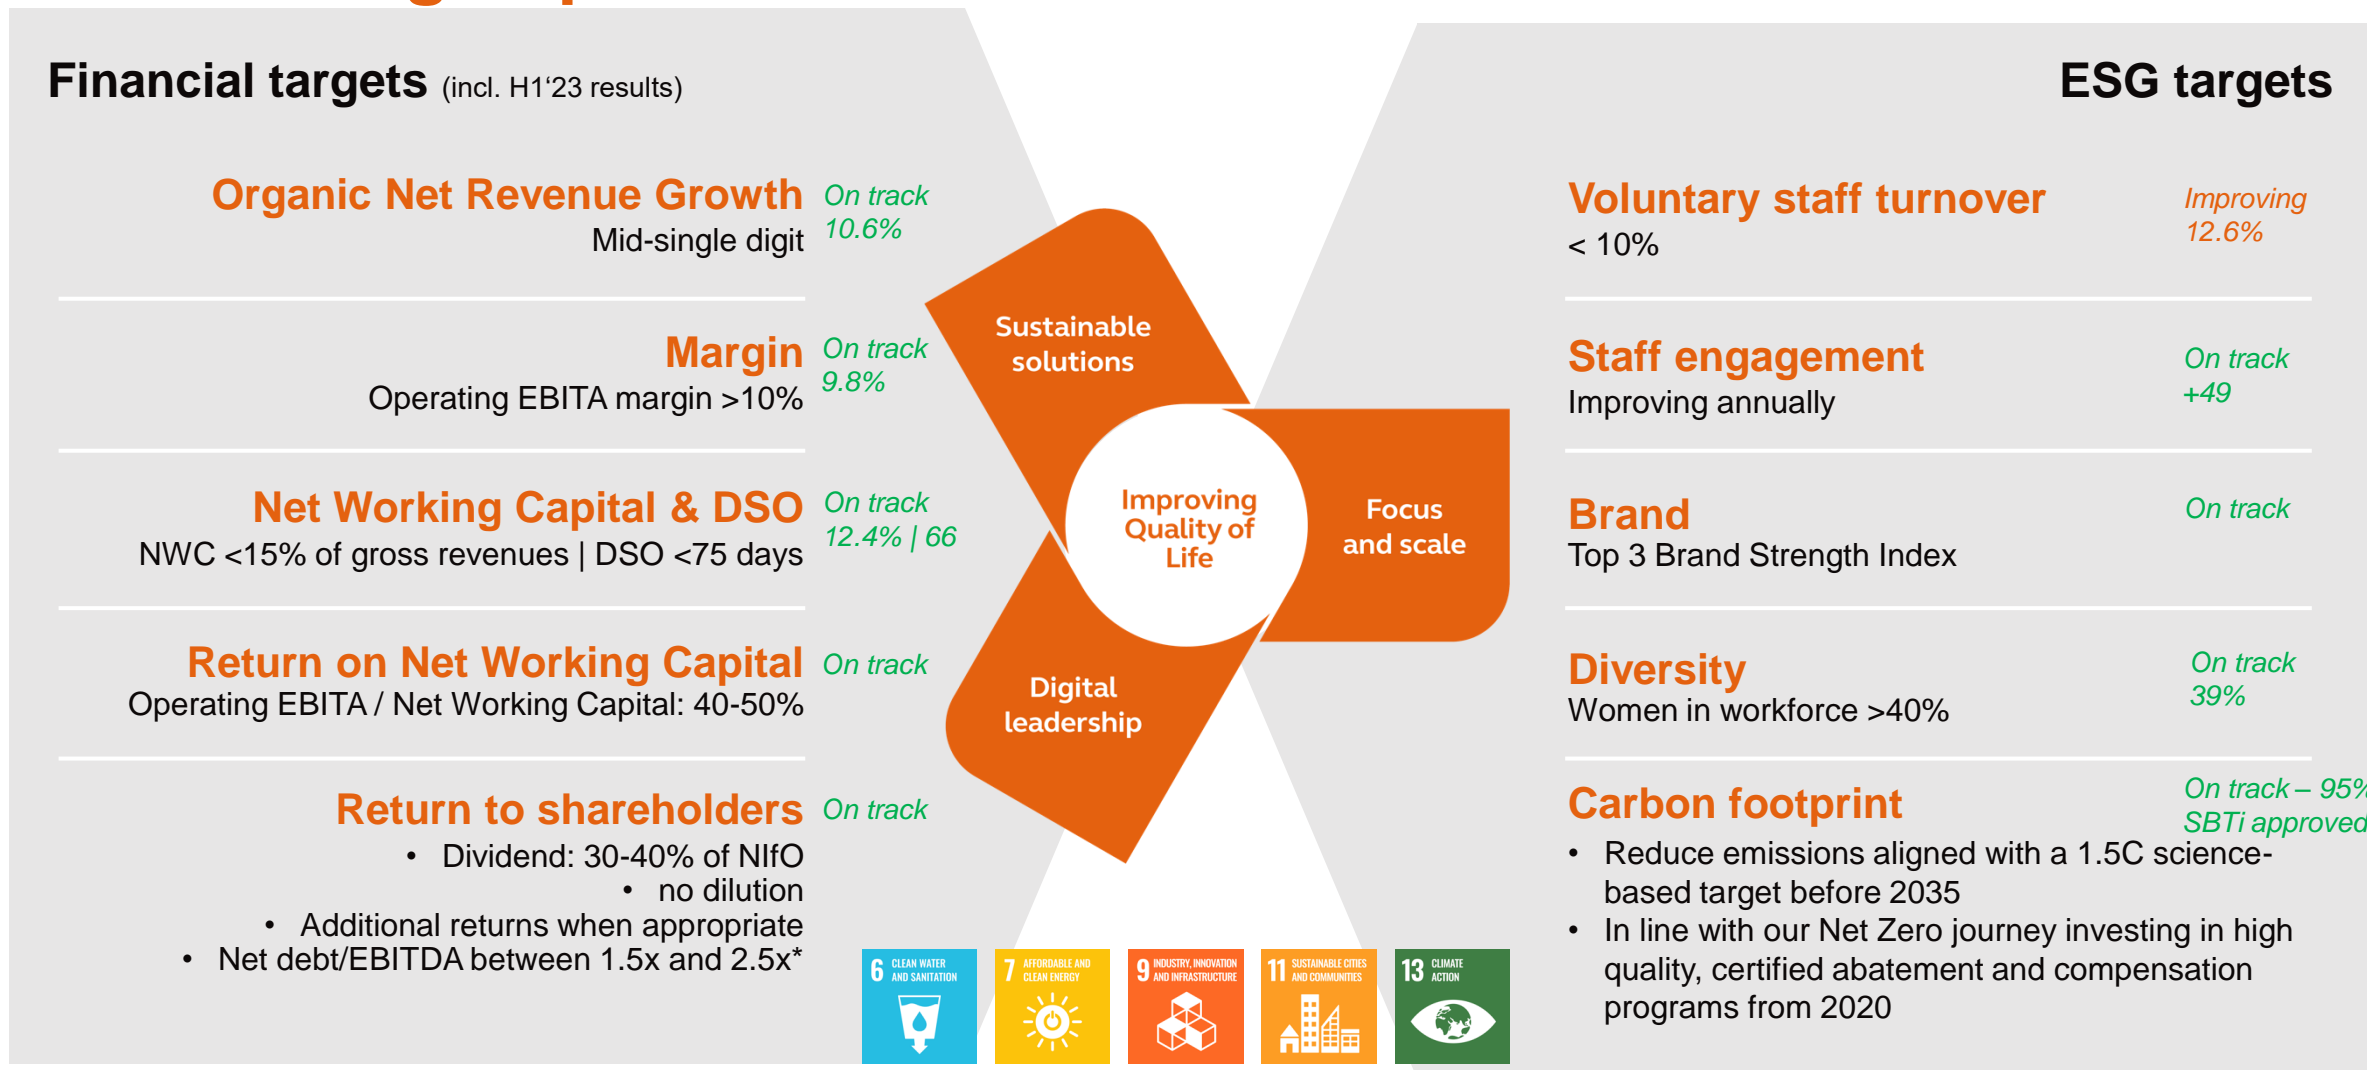 Financial targets (incl. H1‘23 results)
Organic Net Revenue Growth
Mid-single digit
On track
10.6%
Margin
Operating EBITA margin >10%
On track
9.8%
Net Working Capital & DSO
NWC <15% of gross revenues | DSO <75 days
On track
12.4% | 66
Return on Net Working Capital
Operating EBITA / Net Working Capital: 40-50%
On track
Return to shareholders
On track
• Dividend: 30-40% of NIfO
• no dilution
• Additional returns when appropriate
• Net debt/EBITDA between 1.5x and 2.5x*
Sustainable
solutions
Improving
Quality of
Life
Focus
and scale
Digital
leadership
6 CLEAN WATER
AND SANITATION
7 AFFORDABLE AND
CLEAN ENERGY
9 INDUSTRY, INNOVATION
AND INFRASTRUCTURE
11 SUSTAINABLE CITIES
AND COMMUNITIES
13 CLIMATE
ACTION
ESG targets
Voluntary staff turnover
< 10%
Improving
12.6%
Staff engagement
Improving annually
On track
+49
Brand
Top 3 Brand Strength Index
On track
Diversity
Women in workforce >40%
On track
39%
Carbon footprint
On track – 95%
SBTi approved
• Reduce emissions aligned with a 1.5C science-
based target before 2035
• In line with our Net Zero journey investing in high
quality, certified abatement and compensation
programs from 2020